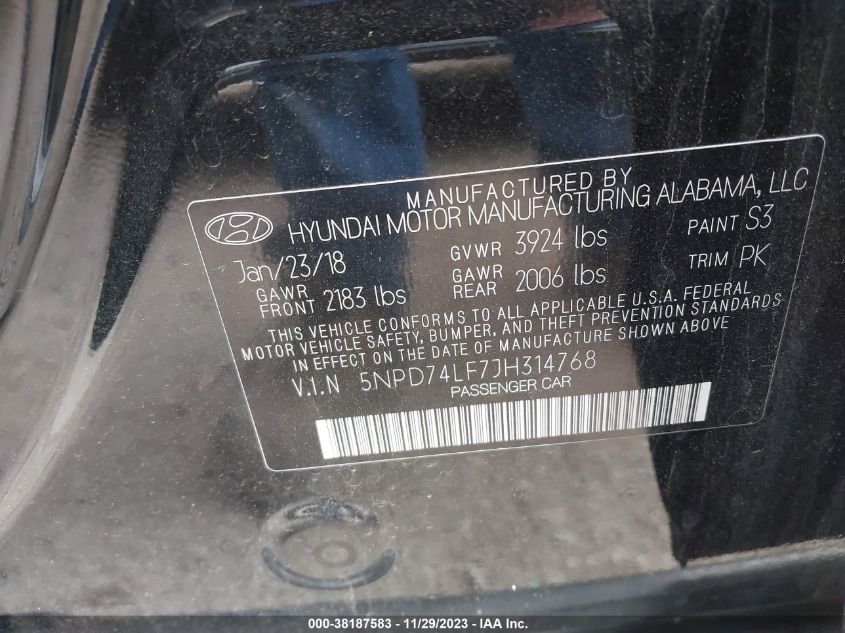 MANUFACTURED BY
HYUNDAI MOTOR MANUFACTURING ALABAMA, LLC
Jan/23/18 GVWR 3924 lbs PAINT S3
GAWR FRONT 2183 lbs GAWR REAR 2006 lbs TRIM PK
THIS VEHICLE CONFORMS TO ALL APPLICABLE U.S.A. FEDERAL
MOTOR VEHICLE SAFETY, BUMPER, AND THEFT PREVENTION STANDARDS
IN EFFECT ON THE DATE OF MANUFACTURE SHOWN ABOVE
V.I.N 5NPD74LF7JH314768
PASSENGER CAR
000-38187583 - 11/29/2023 - IAA Inc.